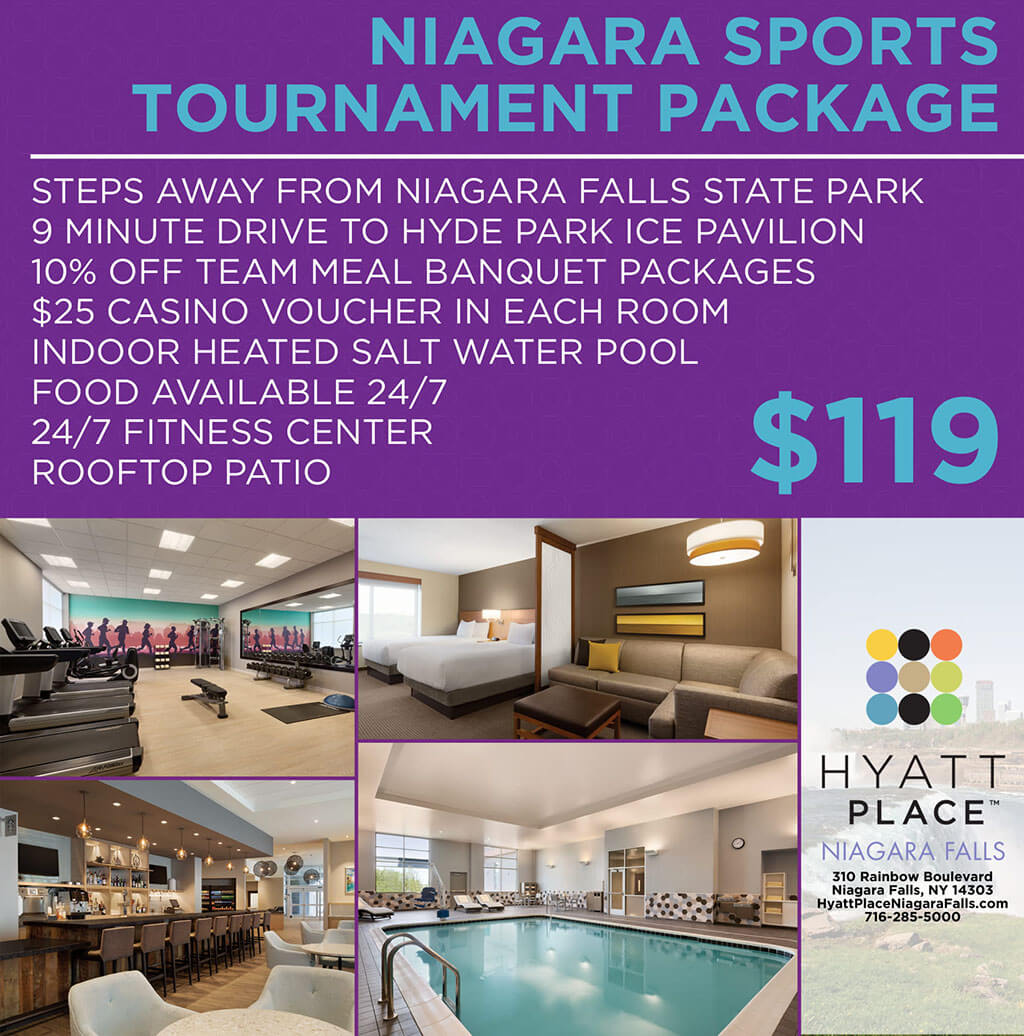 NIAGARA SPORTS
TOURNAMENT PACKAGE
STEPS AWAY FROM NIAGARA FALLS STATE PARK
9 MINUTE DRIVE TO HYDE PARK ICE PAVILION
10% OFF TEAM MEAL BANQUET PACKAGES
$25 CASINO VOUCHER IN EACH ROOM
INDOOR HEATED SALT WATER POOL
FOOD AVAILABLE 24/7
24/7 FITNESS CENTER
ROOFTOP PATIO
$119
HYATT
PLACE™
NIAGARA FALLS
310 Rainbow Boulevard
Niagara Falls, NY 14303
HyattPlaceNiagaraFalls.com
716-285-5000